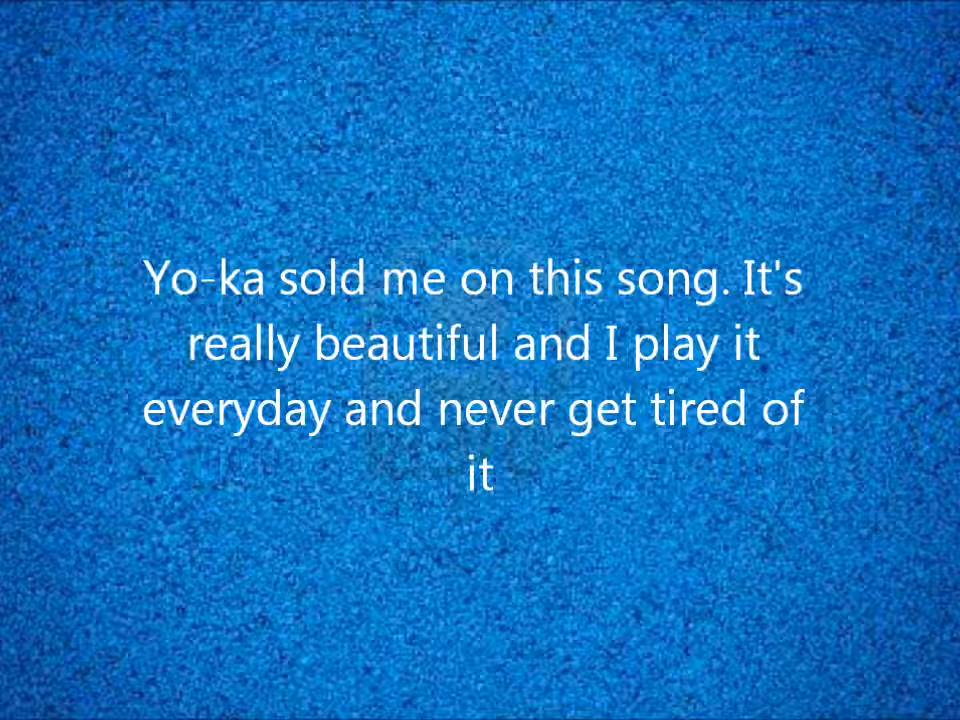 Yo-ka sold me on this song. It's
really beautiful and I play it
everyday and never get tired of
it